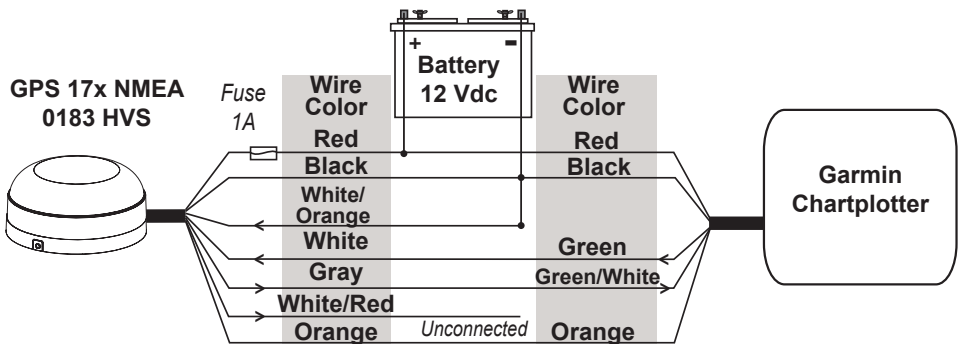 GPS 17x NMEA
0183 HVS
Fuse
1A
Wire
Color
+
-
Battery
12 Vdc
Wire
Color
Red
Red
Black
Black
White/
Orange
White
Green
Gray
Green/White
White/Red
Orange
Unconnected
Orange
Garmin
Chartplotter